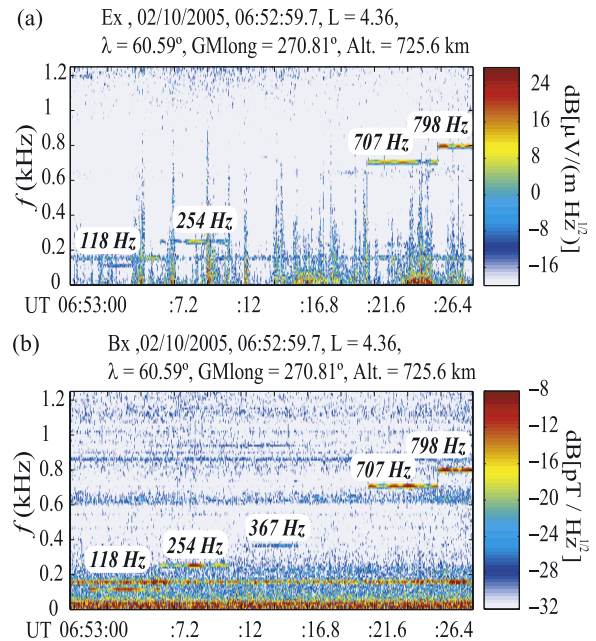 (a)
Ex , 02/10/2005, 06:52:59.7, L = 4.36,
λ = 60.59º, GMlong = 270.81º, Alt. = 725.6 km
1.2
1
0.8
0.6
0.4
0.2
0
f (kHz)
118 Hz
254 Hz
707 Hz
798 Hz
24
16
8
0
−8
−16
dB[μ V/(m Hz)^1/2]
UT 06:53:00 :7.2 :12 :16.8 :21.6 :26.4
(b)
Bx ,02/10/2005, 06:52:59.7, L = 4.36,
λ = 60.59º, GMlong = 270.81º, Alt. = 725.6 km
1.2
1
0.8
0.6
0.4
0.2
0
f (kHz)
118 Hz
254 Hz
367 Hz
707 Hz
798 Hz
−8
−12
−16
−20
−24
−28
−32
dB[pT / Hz^1/2]
UT 06:53:00 :7.2 :12 :16.8 :21.6 :26.4